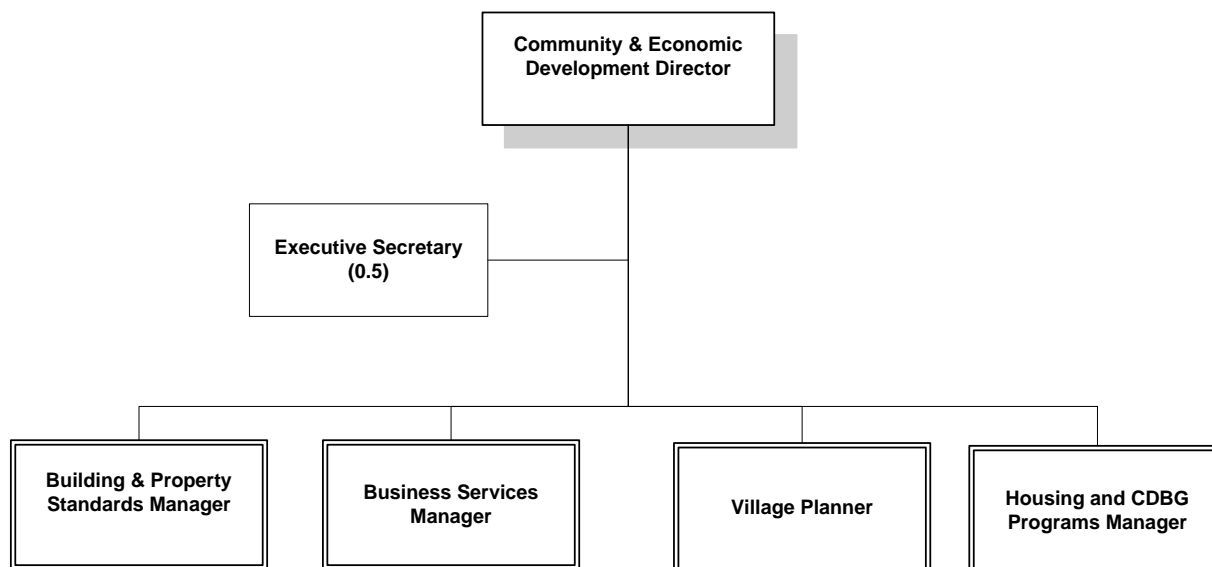 Community & Economic
Development Director
Executive Secretary
(0.5)
Building & Property
Standards Manager
Business Services
Manager
Village Planner
Housing and CDBG
Programs Manager